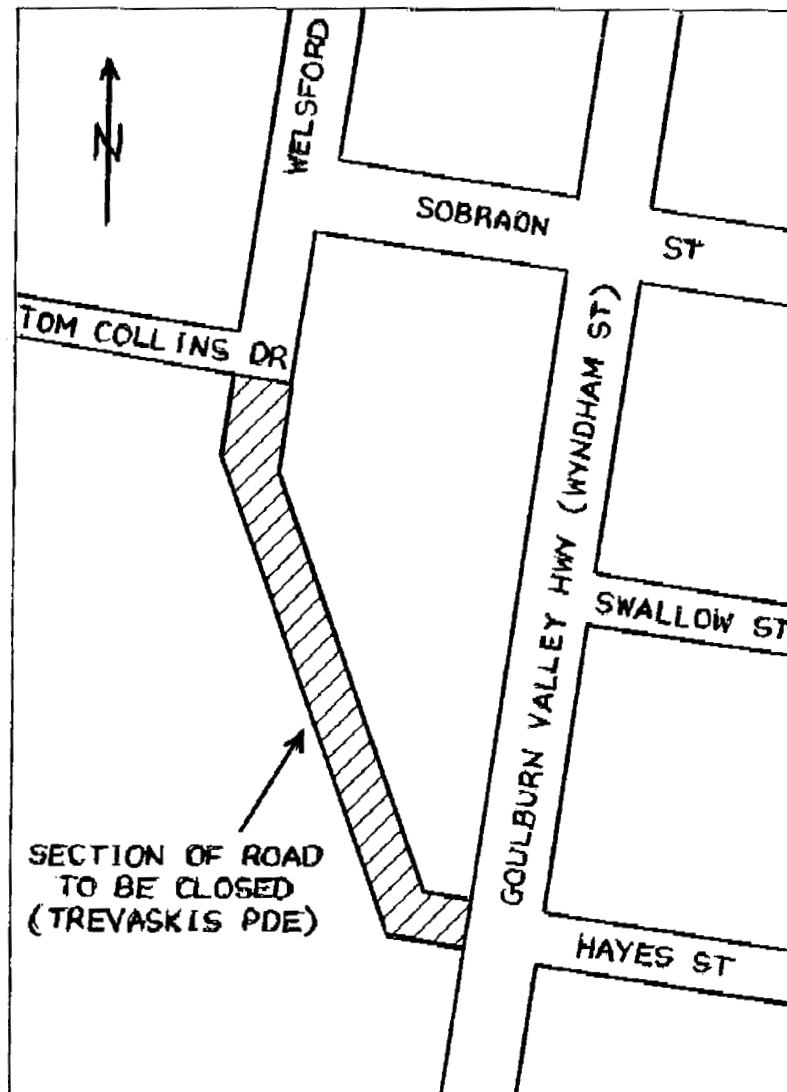 WELSFORD
N
SOBRAON
ST
TOM COLLINS DR
GOULBURN VALLEY HWY (WYNDHAM ST)
SWALLOW ST
SECTION OF ROAD
TO BE CLOSED
(TREVASKIS PDE)
HAYES ST